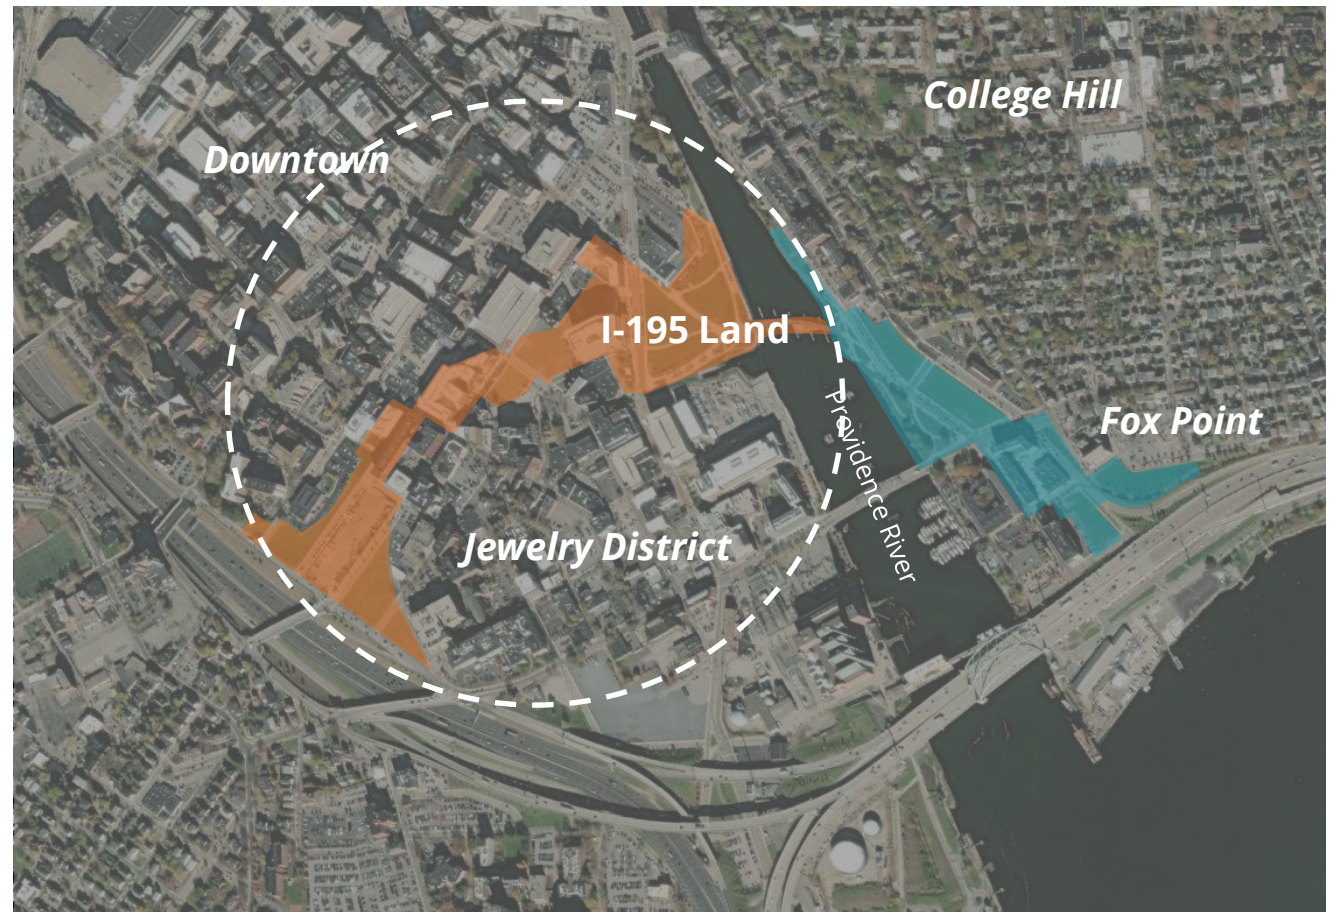 College Hill
Downtown
I-195 Land
Providence River
Fox Point
Jewelry District